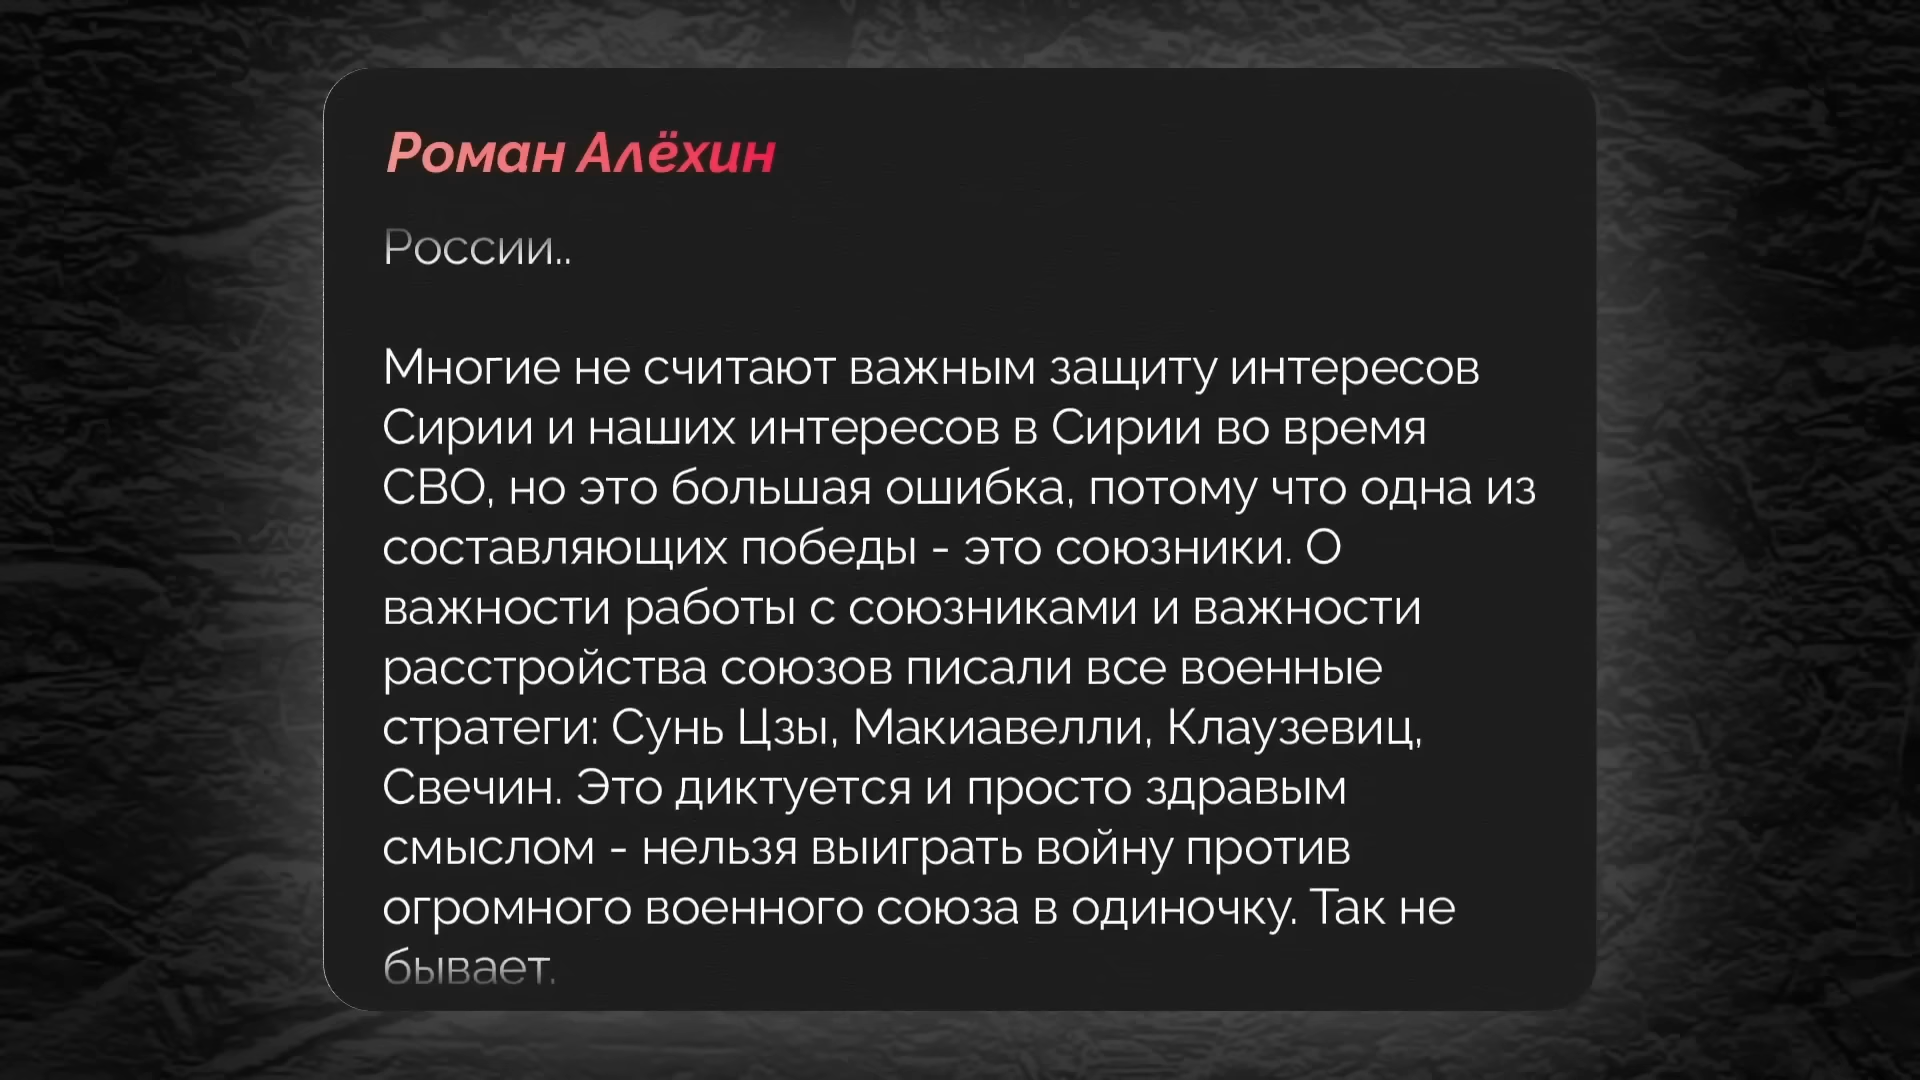 Роман Алёхин
России..
Многие не считают важным защиту интересов
Сирии и наших интересов в Сирии во время
СВО, но это большая ошибка, потому что одна из
составляющих победы - это союзники. О
важности работы с союзниками и важности
расстройства союзов писали все военные
стратеги: Сунь Цзы, Макиавелли, Клаузевиц,
Свечин. Это диктуется и просто здравым
смыслом - нельзя выиграть войну против
огромного военного союза в одиночку. Так не
бывает.